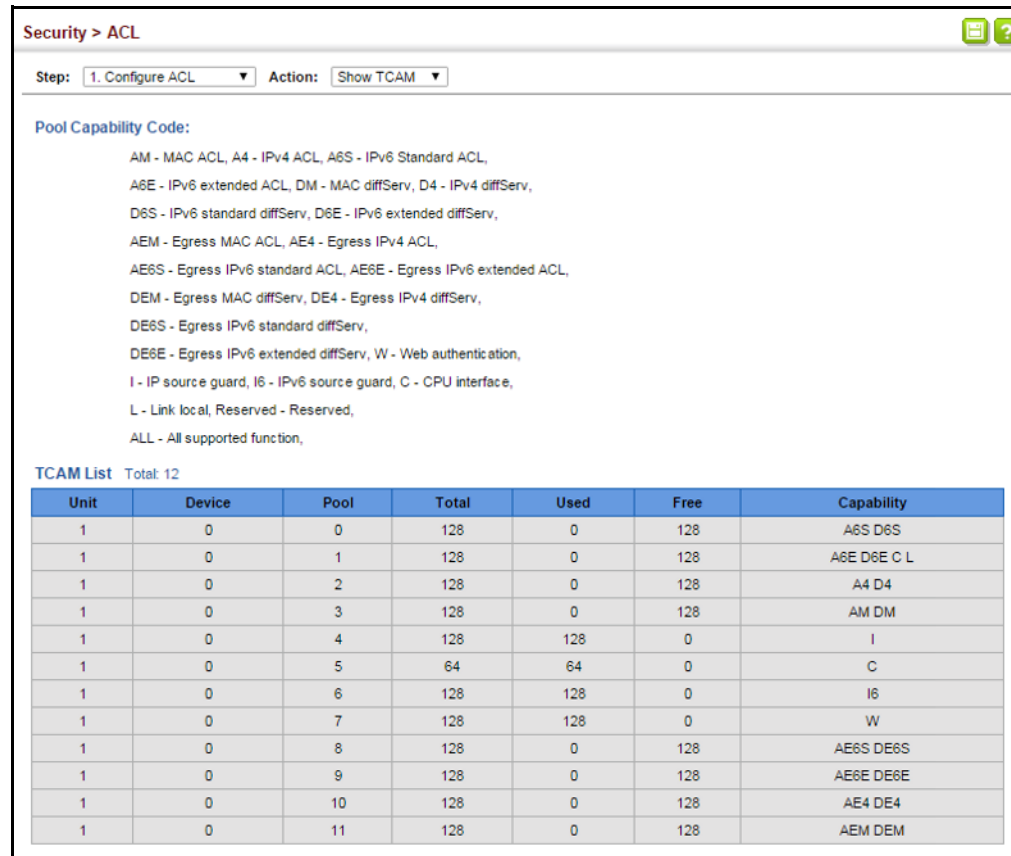 Security > ACL
?
Step: 1. Configure ACL Action: Show TCAM
Pool Capability Code:
AM - MAC ACL, A4 - IPv4 ACL, A6S - IPv6 Standard ACL,
A6E - IPv6 extended ACL, DM - MAC diffServ, D4 - IPv4 diffServ,
D6S - IPv6 standard diffServ, D6E - IPv6 extended diffServ,
AEM - Egress MAC ACL, AE4 - Egress IPv4 ACL,
AE6S - Egress IPv6 standard ACL, AE6E - Egress IPv6 extended ACL,
DEM - Egress MAC diffServ, DE4 - Egress IPv4 diffServ,
DE6S - Egress IPv6 standard diffServ,
DE6E - Egress IPv6 extended diffServ, W - Web authentication,
I - IP source guard, I6 - IPv6 source guard, C - CPU interface,
L - Link local, Reserved - Reserved,
ALL - All supported function,
TCAM List Total: 12
Unit Device Pool Total Used Free Capability
1 0 0 128 0 128 A6S D6S
1 0 1 128 0 128 A6E D6E C L
1 0 2 128 0 128 A4 D4
1 0 3 128 0 128 AM DM
1 0 4 128 128 0 I
1 0 5 64 64 0 C
1 0 6 128 128 0 I6
1 0 7 128 128 0 W
1 0 8 128 0 128 AE6S DE6S
1 0 9 128 0 128 AE6E DE6E
1 0 10 128 0 128 AE4 DE4
1 0 11 128 0 128 AEM DEM